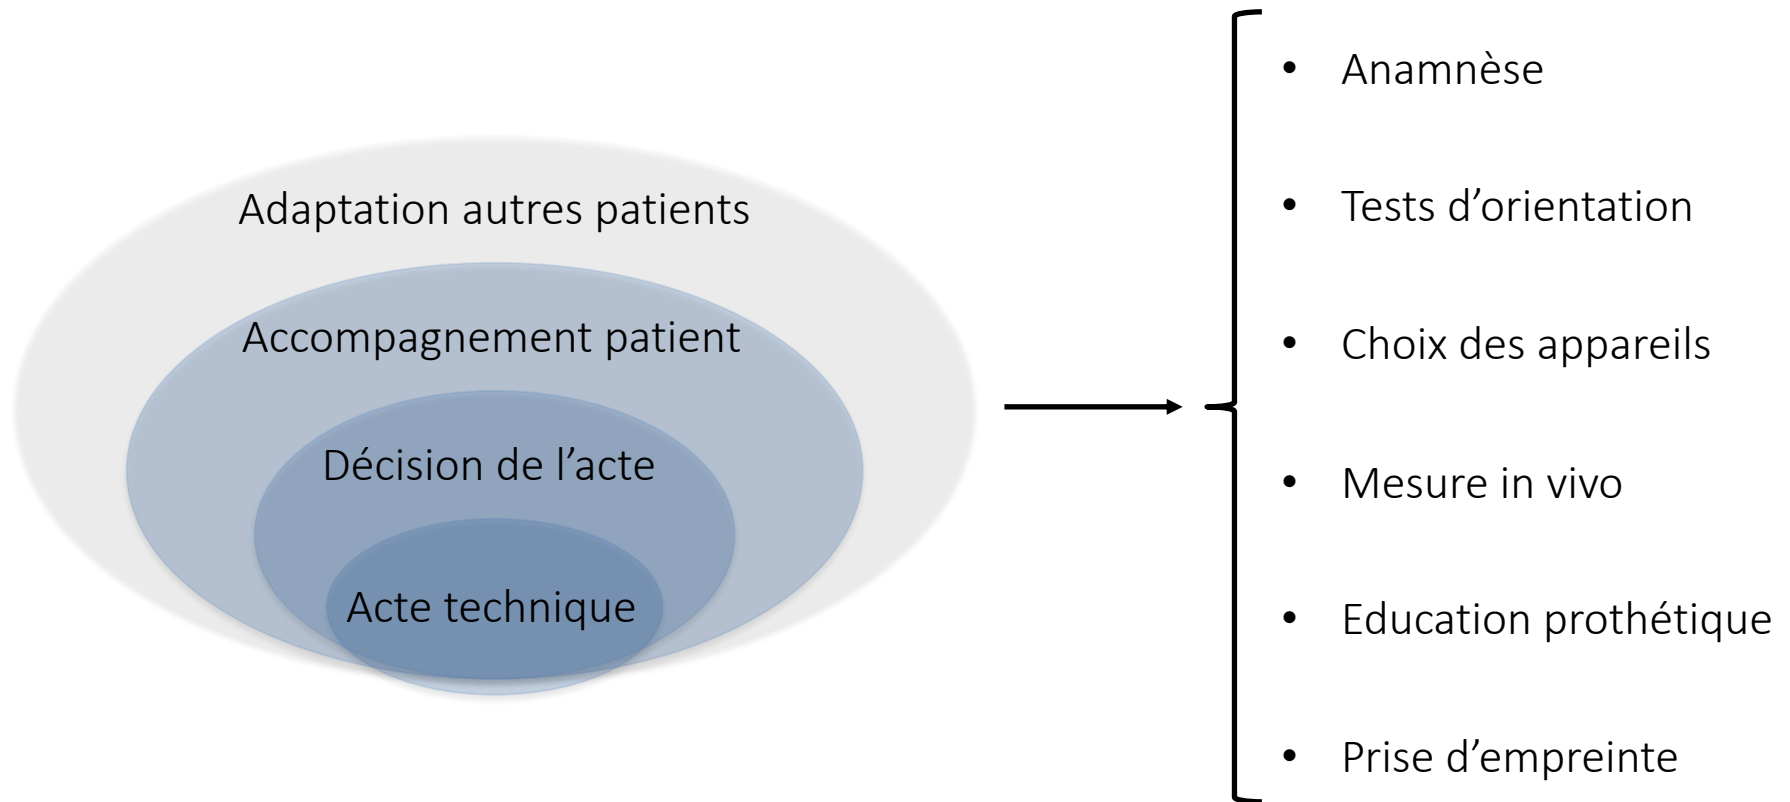 Adaptation autres patients
Accompagnement patient
Décision de l’acte
Acte technique
• Anamnèse
• Tests d’orientation
• Choix des appareils
• Mesure in vivo
• Education prothétique
• Prise d’empreinte